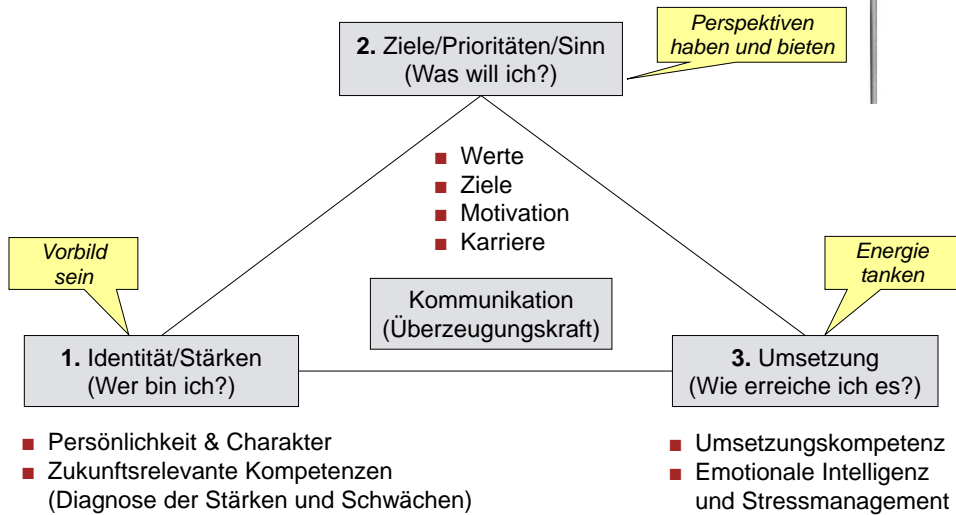 Perspektiven
haben und bieten
2. Ziele/Prioritäten/Sinn
(Was will ich?)
■ Werte
■ Ziele
■ Motivation
■ Karriere
Vorbild
sein
Energie
tanken
Kommunikation
(Überzeugungskraft)
1. Identität/Stärken
(Wer bin ich?)
3. Umsetzung
(Wie erreiche ich es?)
■ Persönlichkeit & Charakter
■ Zukunftsrelevante Kompetenzen
(Diagnose der Stärken und Schwächen)
■ Umsetzungskompetenz
■ Emotionale Intelligenz
und Stressmanagement